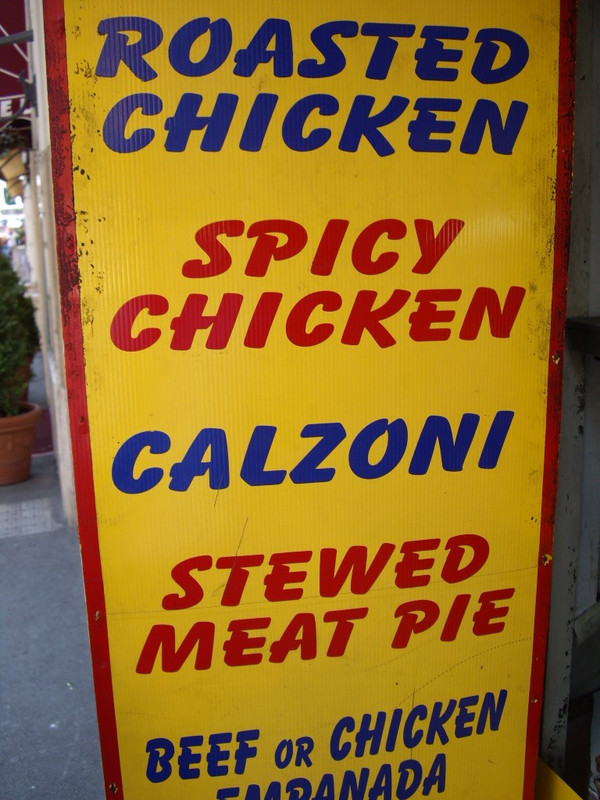 ROASTED
CHICKEN
SPICY
CHICKEN
CALZONI
STEWED
MEAT PIE
BEEF OR CHICKEN
EMPANADA